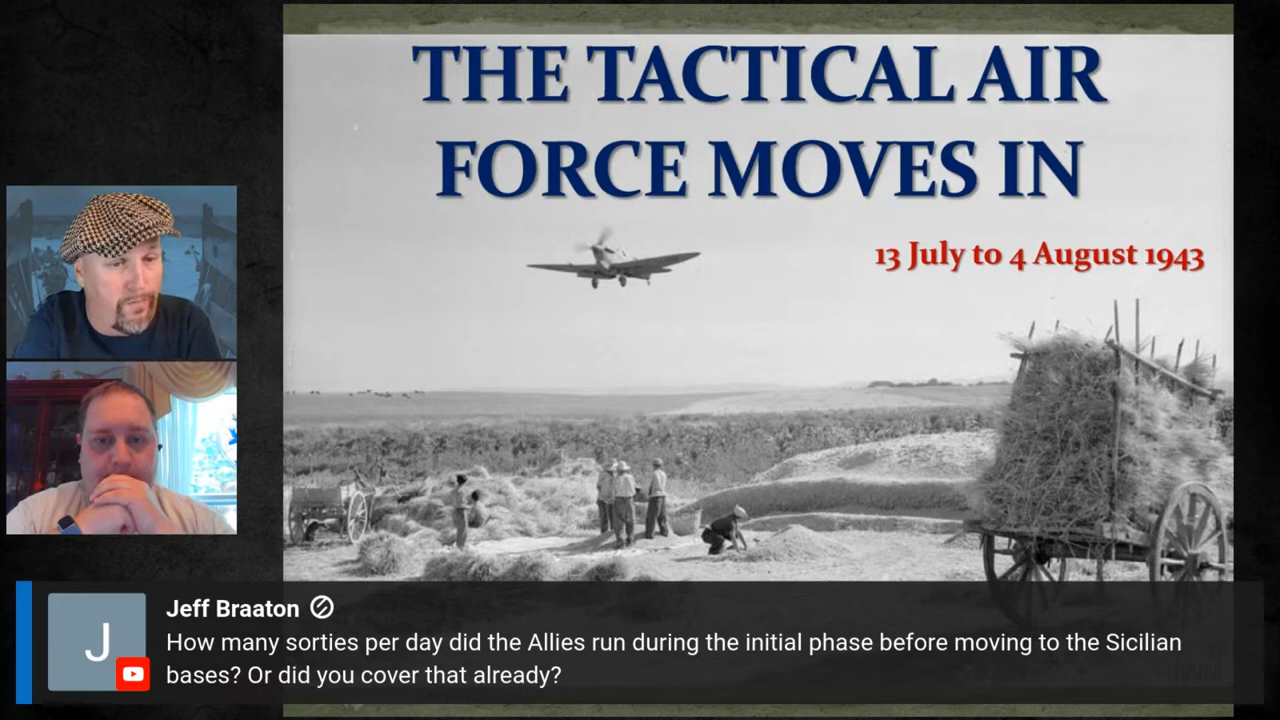 THE TACTICAL AIR
FORCE MOVES IN
13 July to 4 August 1943
J
Jeff Braaton
How many sorties per day did the Allies run during the initial phase before moving to the Sicilian
bases? Or did you cover that already?